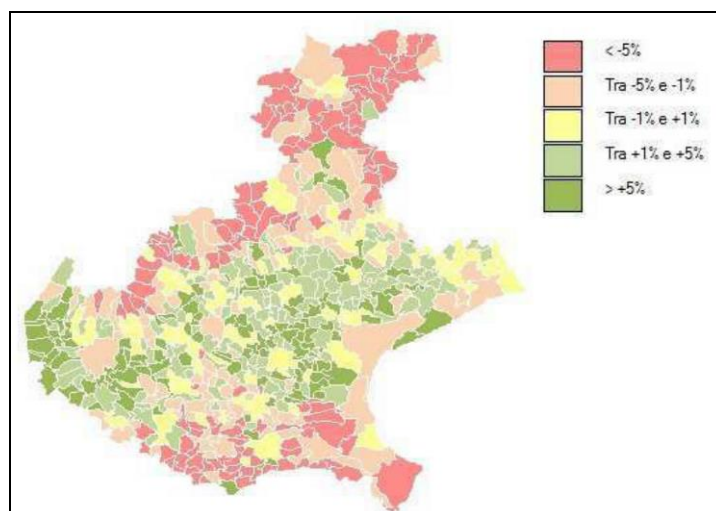 < -5%
Tra -5% e -1%
Tra -1% e +1%
Tra +1% e +5%
> +5%